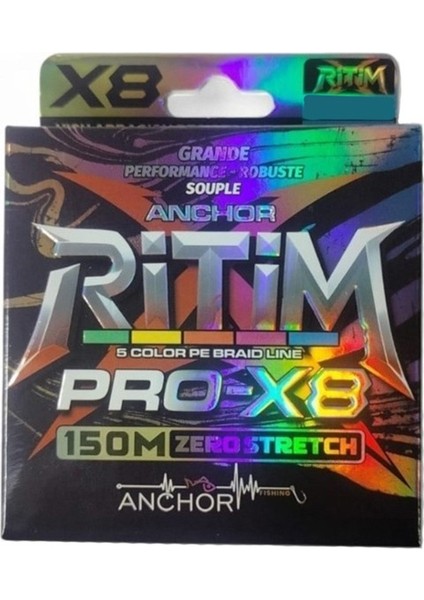 X8
RiTiM
GRANDE
PERFORMANCE - ROBUSTE
SOUPLE
ANCHOR
RiTiM
5 COLOR PE BRAID LINE
PRO-X8
150M ZERO STRETCH
ANCHOR FISHING